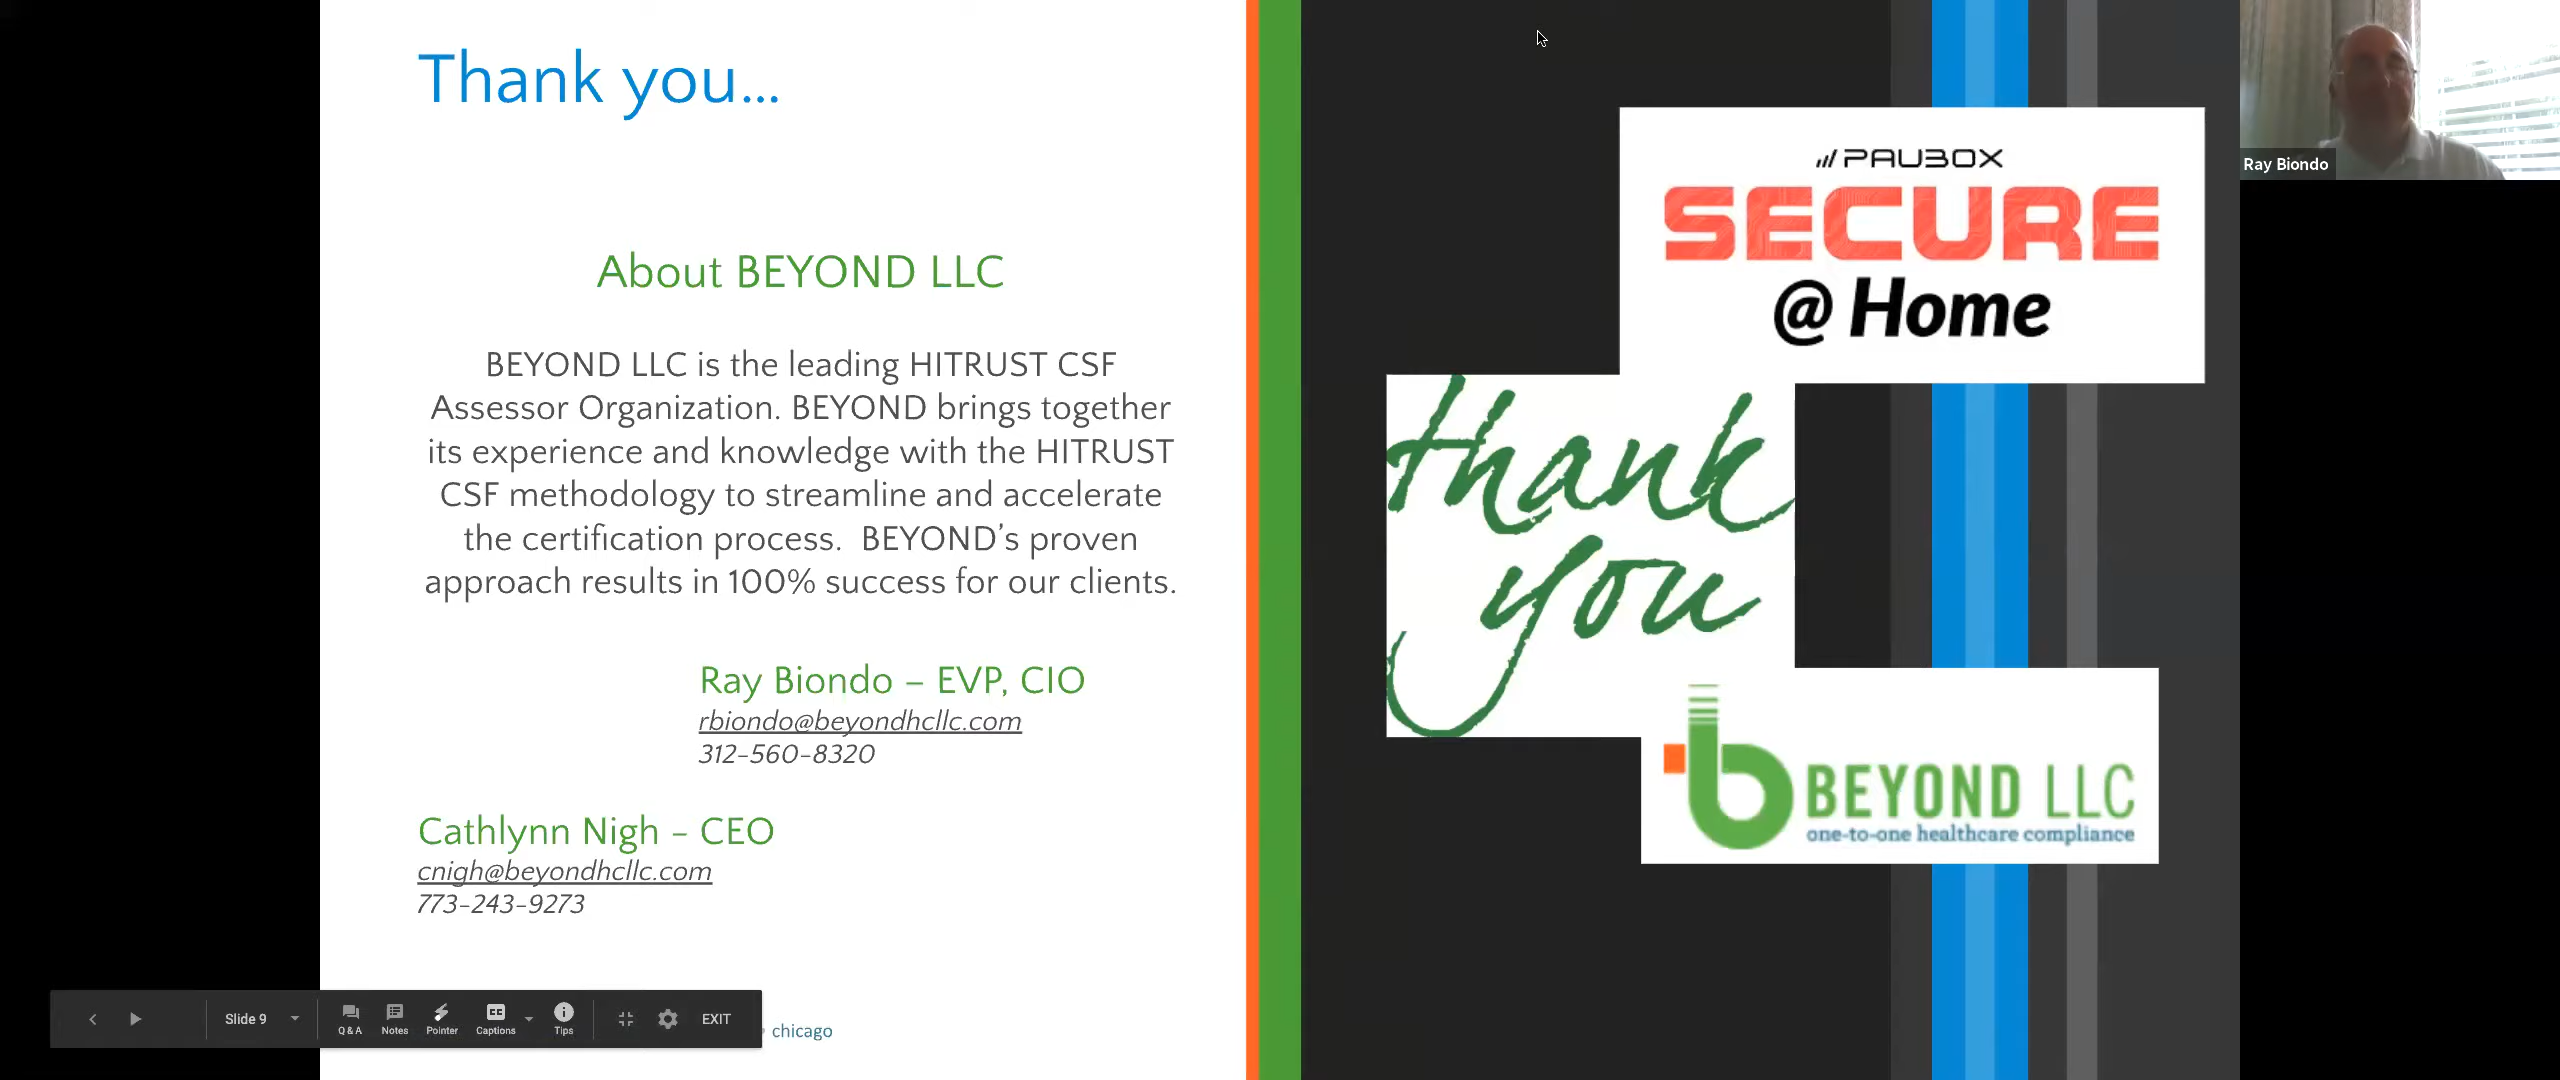 Thank you...
About BEYOND LLC
BEYOND LLC is the leading HITRUST CSF
Assessor Organization. BEYOND brings together
its experience and knowledge with the HITRUST
CSF methodology to streamline and accelerate
the certification process.  BEYOND’s proven
approach results in 100% success for our clients.
Ray Biondo – EVP, CIO
rbiondo@beyondhcllc.com
312-560-8320
Cathlynn Nigh – CEO
cnigh@beyondhcllc.com
773-243-9273
chicago
Slide 9
Q & A
Notes
Pointer
Captions
Tips
EXIT
PAUBOX
SECURE
@ Home
thank
you
BEYOND LLC
one-to-one healthcare compliance
Ray Biondo